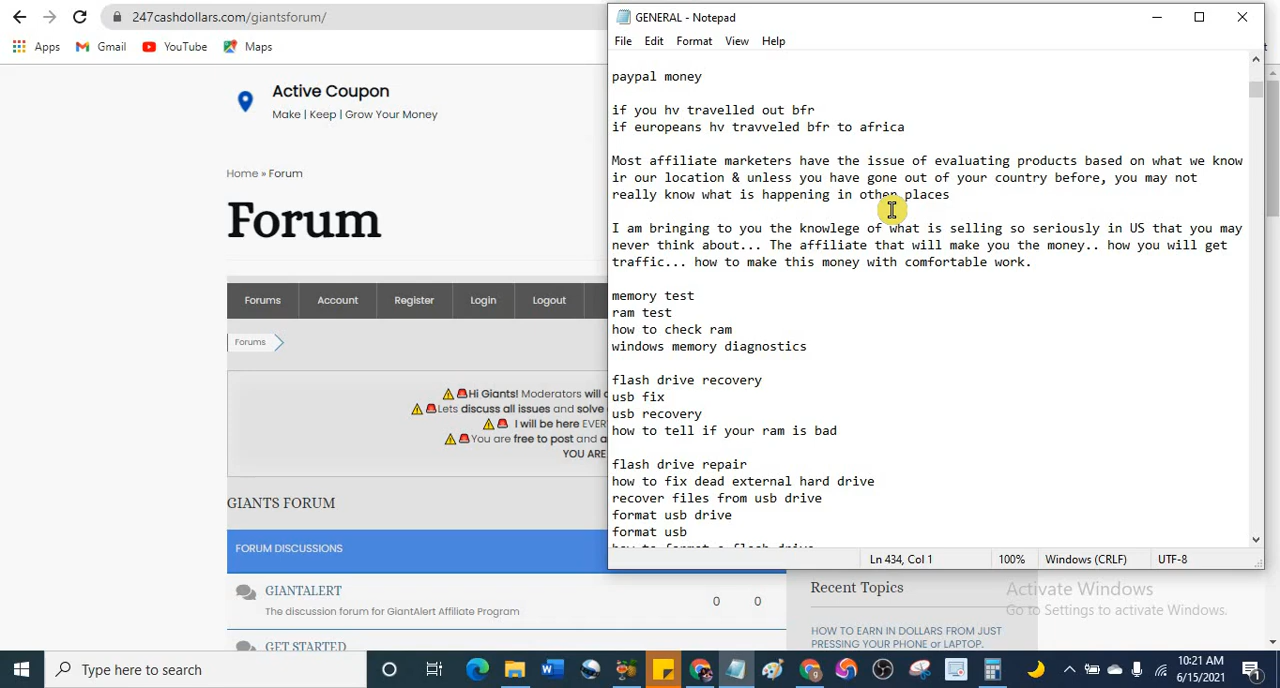 247cashdollars.com/giantsforum/
Apps
Gmail
YouTube
Maps
Active Coupon
Make | Keep | Grow Your Money
Home » Forum
Forum
Forums
Account
Register
Login
Logout
Forums
Hi Giants! Moderators will
Lets discuss all issues and solve
I will be here EVER
You are free to post and
YOU ARE
GIANTS FORUM
FORUM DISCUSSIONS
GIANTALERT
The discussion forum for GiantAlert Affiliate Program
0
0
GET STARTED
Recent Topics
HOW TO EARN IN DOLLARS FROM JUST
PRESSING YOUR PHONE or LAPTOP.
GENERAL - Notepad
File Edit Format View Help
paypal money
if you hv travelled out bfr
if europeans hv travveled bfr to africa
Most affiliate marketers have the issue of evaluating products based on what we know
ir our location & unless you have gone out of your country before, you may not
really know what is happening in other places
I am bringing to you the knowlege of what is selling so seriously in US that you may
never think about... The affiliate that will make you the money.. how you will get
traffic... how to make this money with comfortable work.
memory test
ram test
how to check ram
windows memory diagnostics
flash drive recovery
usb fix
usb recovery
how to tell if your ram is bad
flash drive repair
how to fix dead external hard drive
recover files from usb drive
format usb drive
format usb
how to format a flash drive
Ln 434, Col 1
100%
Windows (CRLF)
UTF-8
Activate Windows
Go to Settings to activate Windows.
Type here to search
10:21 AM
6/15/2021